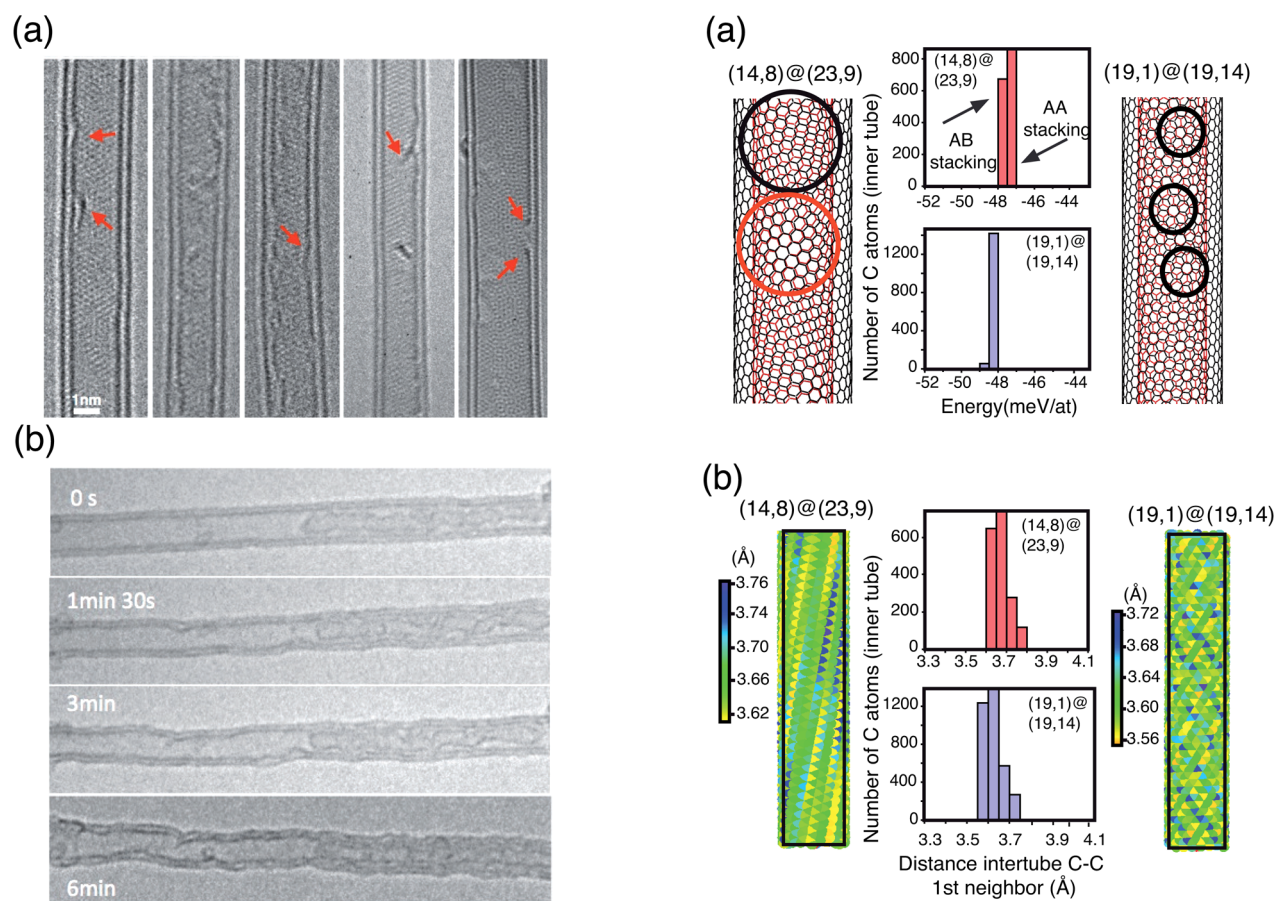 (a)
1nm
(b)
0 s
1min 30s
3min
6min
(a)
(14,8)@(23,9)
Number of C atoms (inner tube)
800
600
400
200
0
(14,8)@
(23,9)
AB
stacking
AA
stacking
-52 -50 -48 -46 -44
1200
800
400
0
(19,1)@
(19,14)
-52 -50 -48 -46 -44
Energy(meV/at)
(19,1)@(19,14)
(b)
(14,8)@(23,9)
(Å)
3.76
3.74
3.70
3.66
3.62
Number of C atoms (inner tube)
600
400
200
0
(14,8)@
(23,9)
3.3 3.5 3.7 3.9 4.1
1200
800
400
0
(19,1)@
(19,14)
3.3 3.5 3.7 3.9 4.1
Distance intertube C-C
1st neighbor (Å)
(19,1)@(19,14)
(Å)
3.72
3.68
3.64
3.60
3.56